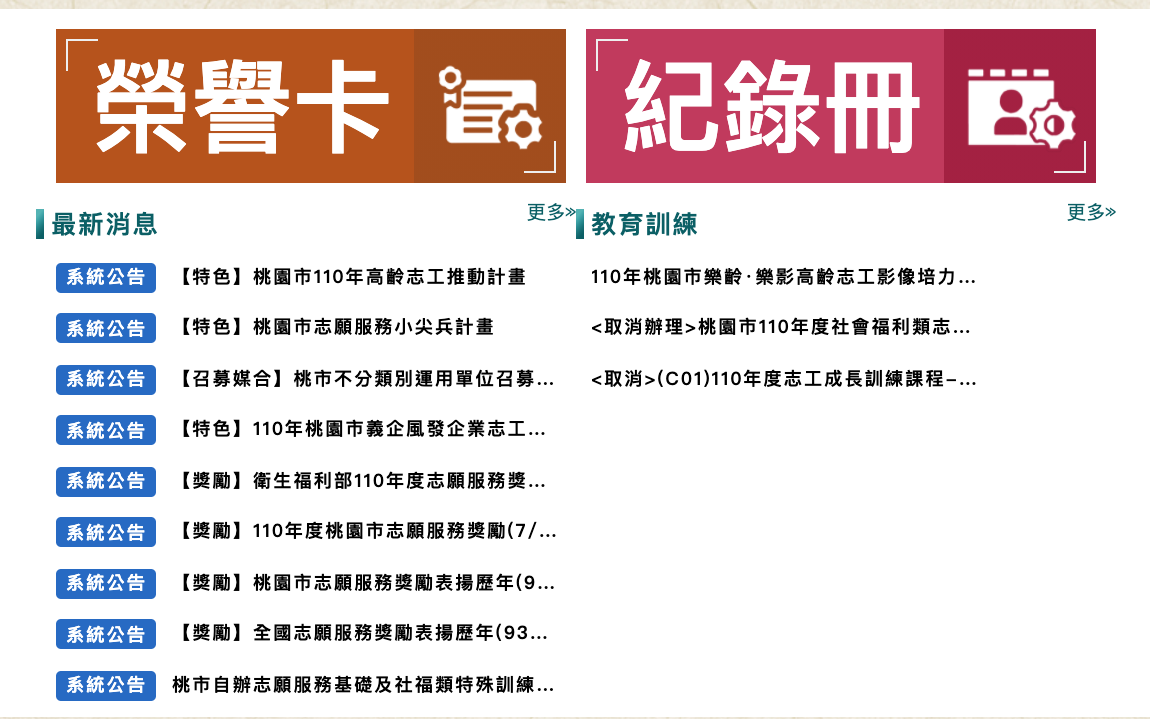 榮譽卡
紀錄冊
最新消息
更多»
系統公告 【特色】桃園市110年高齡志工推動計畫
系統公告 【特色】桃園市志願服務小尖兵計畫
系統公告 【召募媒合】桃市不分類別運用單位召募...
系統公告 【特色】110年桃園市義企風發企業志工...
系統公告 【獎勵】衛生福利部110年度志願服務獎...
系統公告 【獎勵】110年度桃園市志願服務獎勵(7/...
系統公告 【獎勵】桃園市志願服務獎勵表揚歷年(9...
系統公告 【獎勵】全國志願服務獎勵表揚歷年(93...
系統公告 桃市自辦志願服務基礎及社福類特殊訓練...
教育訓練
更多»
110年桃園市樂齡·樂影高齡志工影像培力...
<取消辦理>桃園市110年度社會福利類志...
<取消>(C01)110年度志工成長訓練課程–...